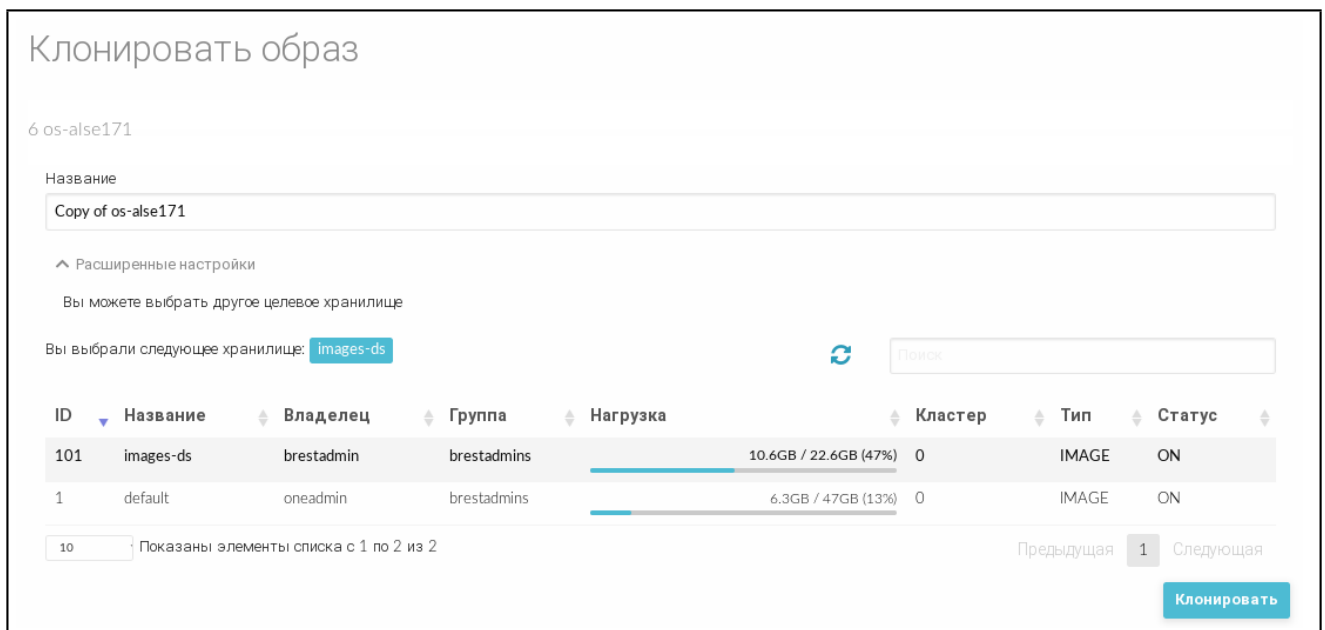 Клонировать образ
6 os-alse171
Название
Copy of os-alse171
Расширенные настройки
Вы можете выбрать другое целевое хранилище
Вы выбрали следующее хранилище: images-ds Поиск
ID Название Владелец Группа Нагрузка Кластер Тип Статус
101 images-ds brestadmin brestadmins 10.6GB / 22.6GB (47%) 0 IMAGE ON
1 default oneadmin brestadmins 6.3GB / 47GB (13%) 0 IMAGE ON
10 Показаны элементы списка с 1 по 2 из 2 Предыдущая 1 Следующая
Клонировать